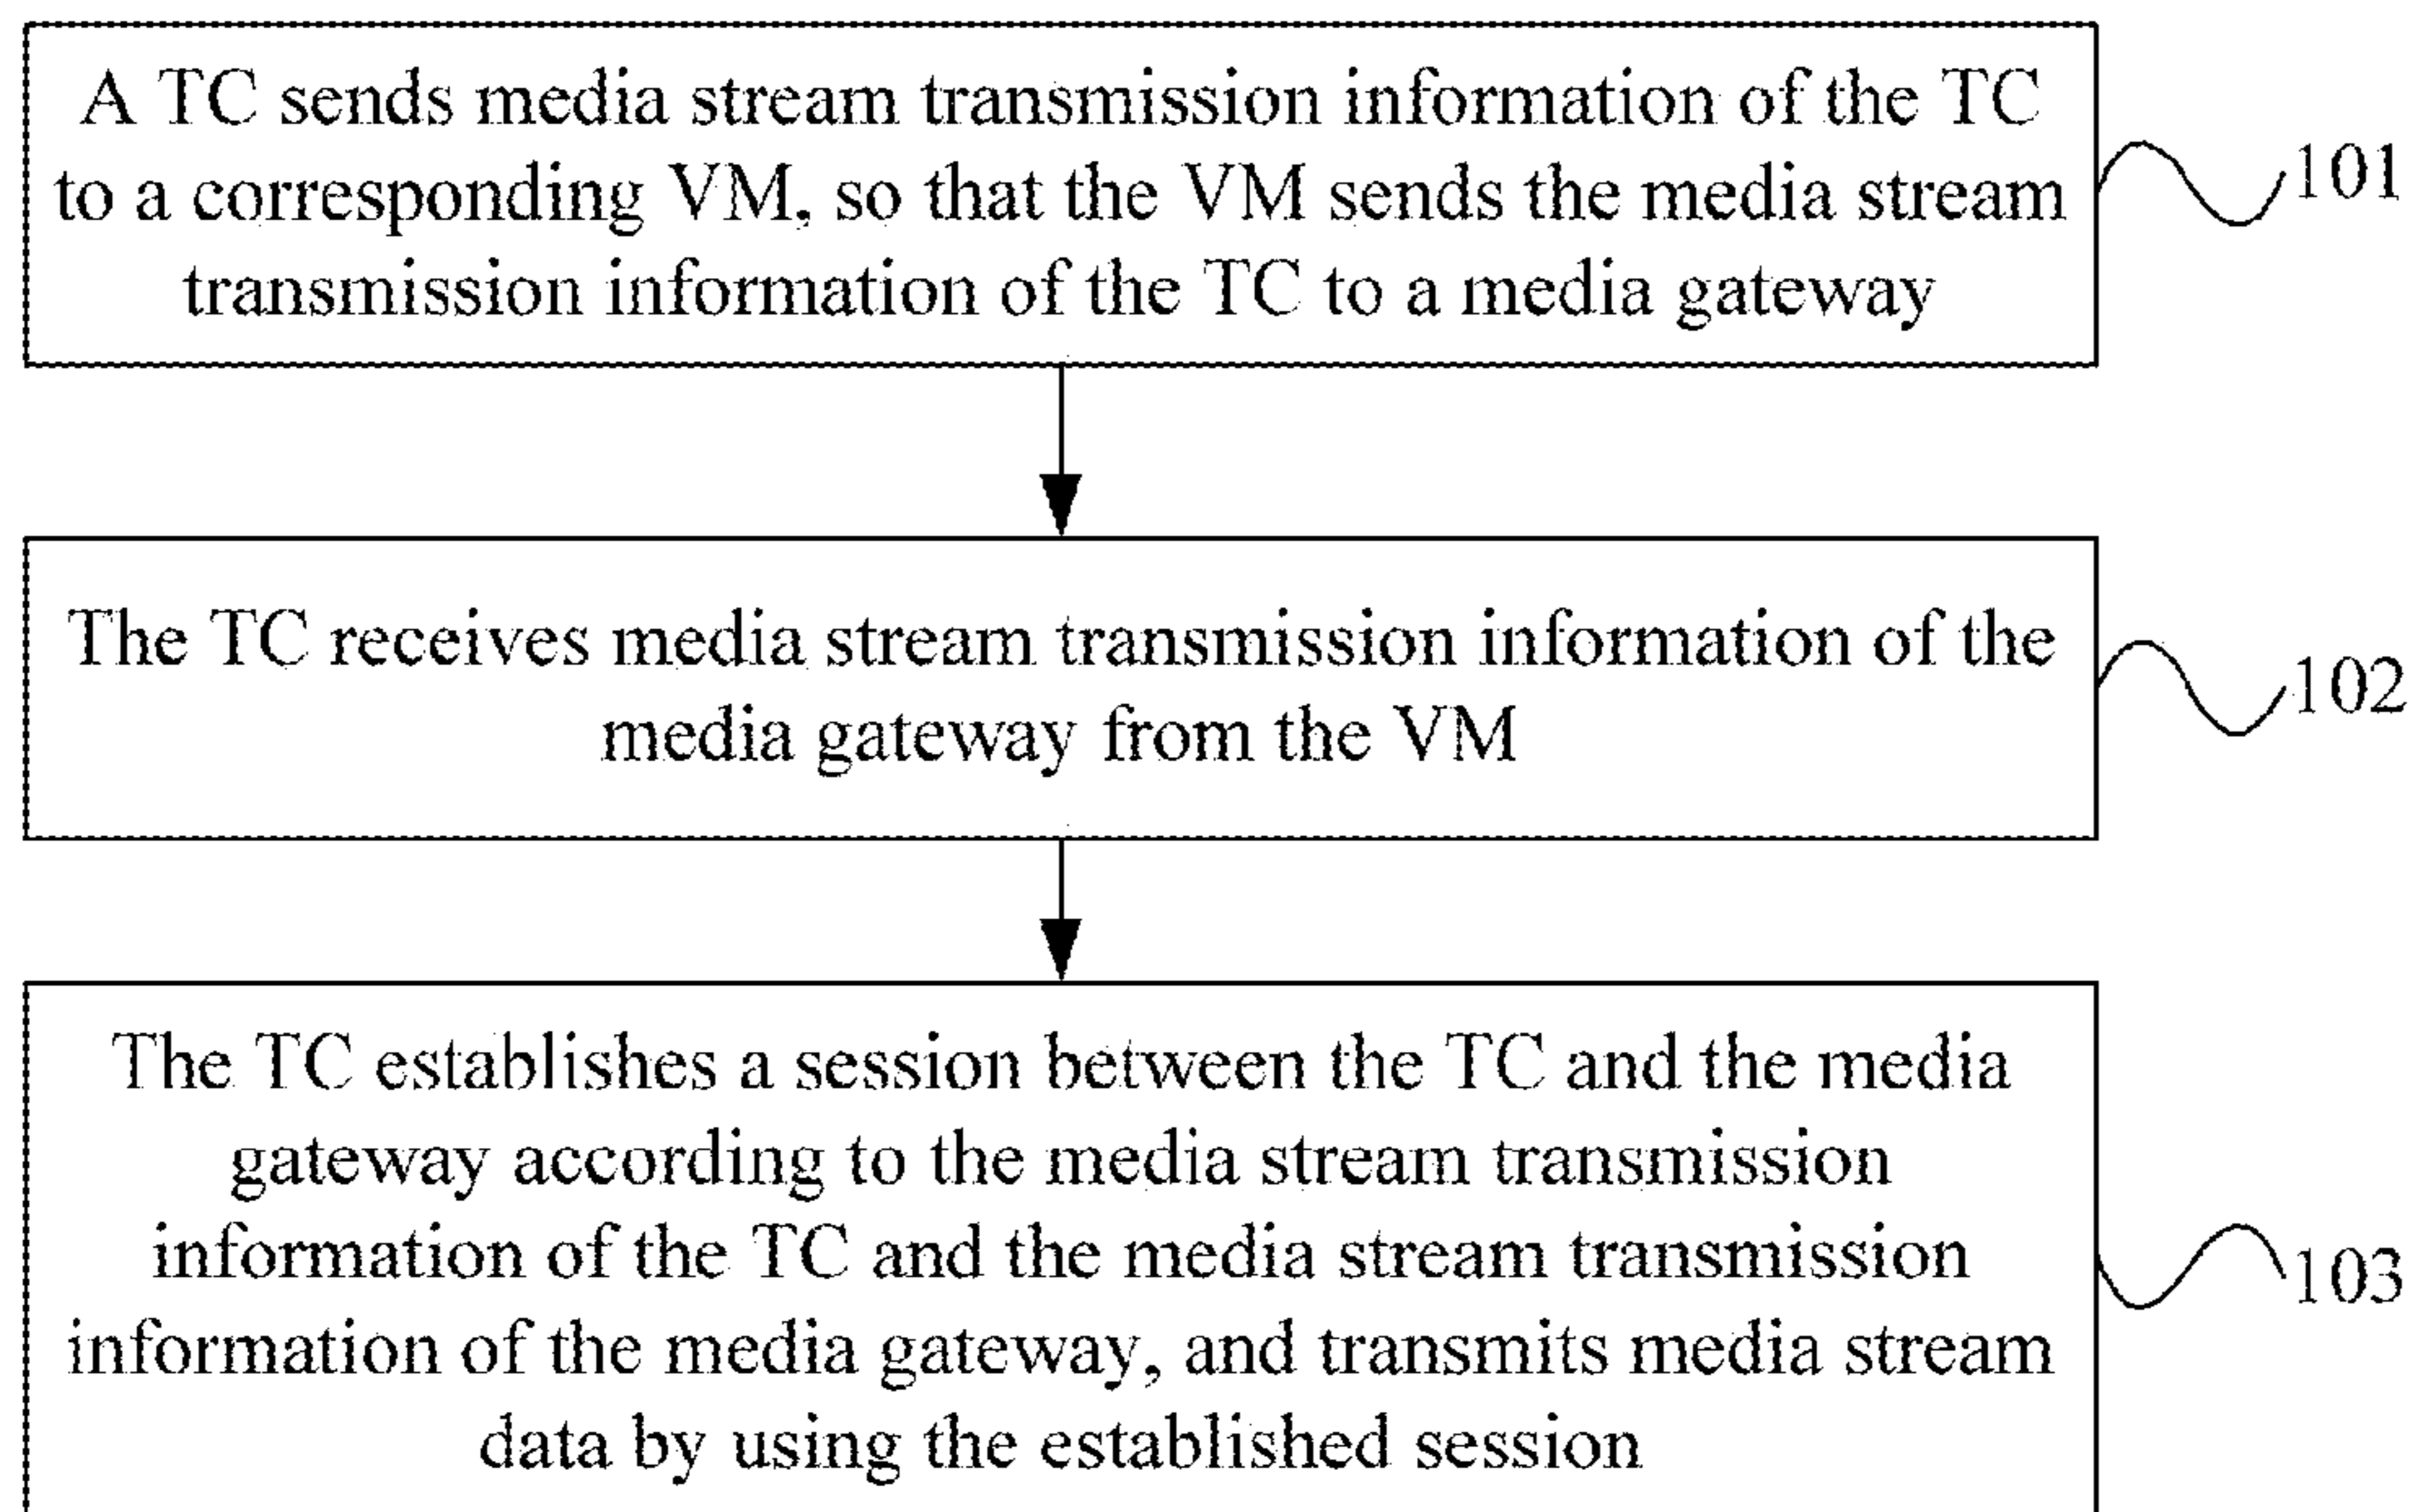 A TC sends media stream transmission information of the TC
to a corresponding VM, so that the VM sends the media stream
transmission information of the TC to a media gateway
101
The TC receives media stream transmission information of the
media gateway from the VM
102
The TC establishes a session between the TC and the media
gateway according to the media stream transmission
information of the TC and the media stream transmission
information of the media gateway, and transmits media stream
data by using the established session
103